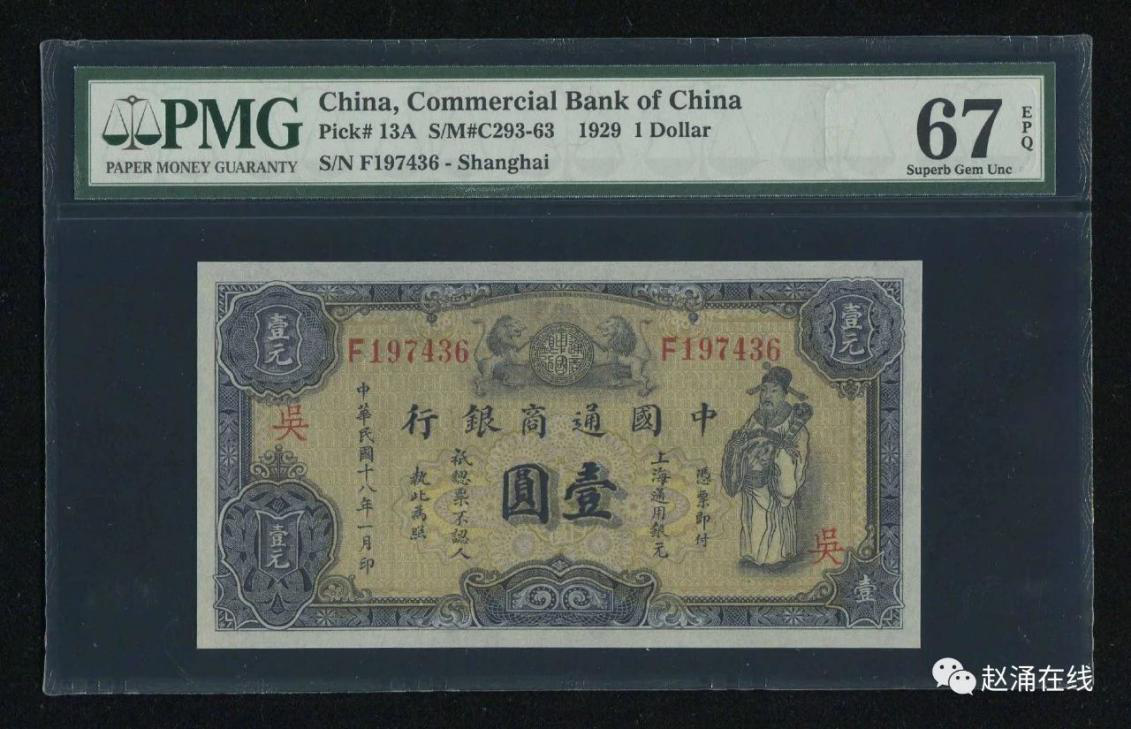 PMG
PAPER MONEY GUARANTY
China, Commercial Bank of China
Pick# 13A S/M#C293-63 1929 1 Dollar
S/N F197436 - Shanghai
67
EPQ
Superb Gem Unc
壹元
壹元
F197436
F197436
行銀商通國中
憑票即付
上海通用銀元
圓壹
祇認票不認人
執此為照
中華民國十八年一月印
吳
吳
壹元
壹
赵涌在线